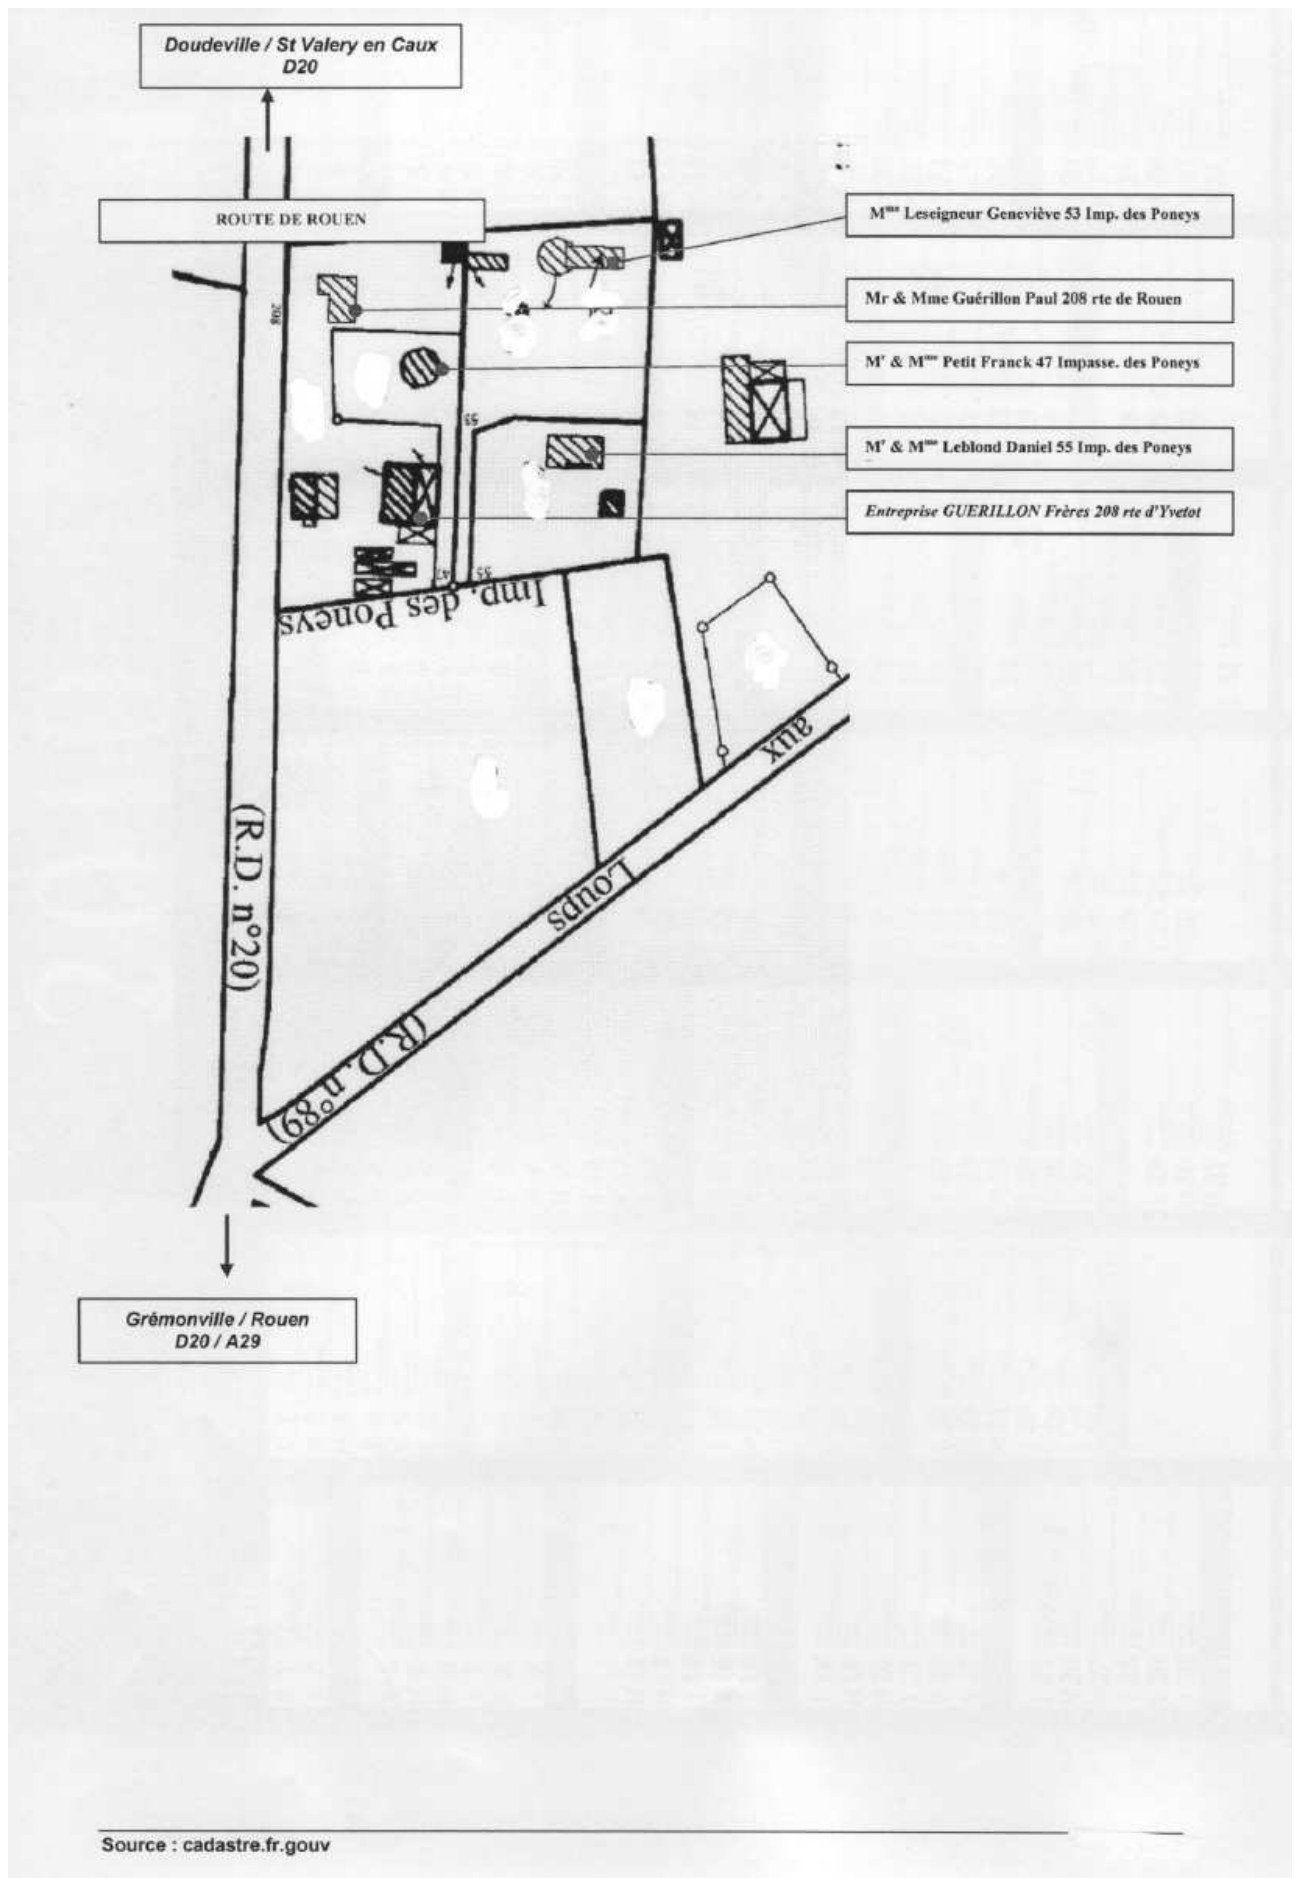 Doudeville / St Valery en Caux
D20
ROUTE DE ROUEN
Mme Leseigneur Geneviève 53 Imp. des Poneys
Mr & Mme Guérillon Paul 208 rte de Rouen
208
Mr & Mme Petit Franck 47 Impasse. des Poneys
53
Mr & Mme Leblond Daniel 55 Imp. des Poneys
Entreprise GUERILLON Frères 208 rte d'Yvetot
47
55
Imp. des Poneys
aux
(R.D. n°20)
Loups
(R.D. n°89)
Grémonville / Rouen
D20 / A29
Source : cadastre.fr.gouv